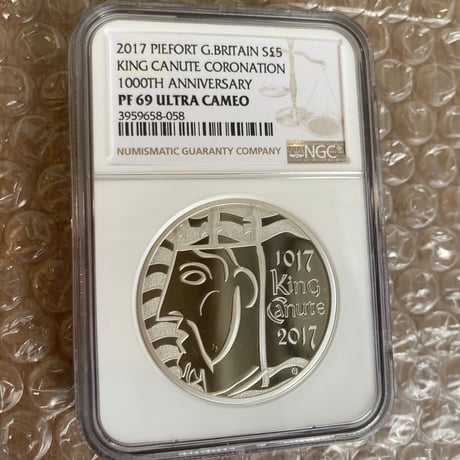 2017 PIEFORT G.BRITAIN S£5
KING CANUTE CORONATION
1000TH ANNIVERSARY
PF 69 ULTRA CAMEO
3959658-058
NUMISMATIC GUARANTY COMPANY
NGC
1017
King
Canute
2017